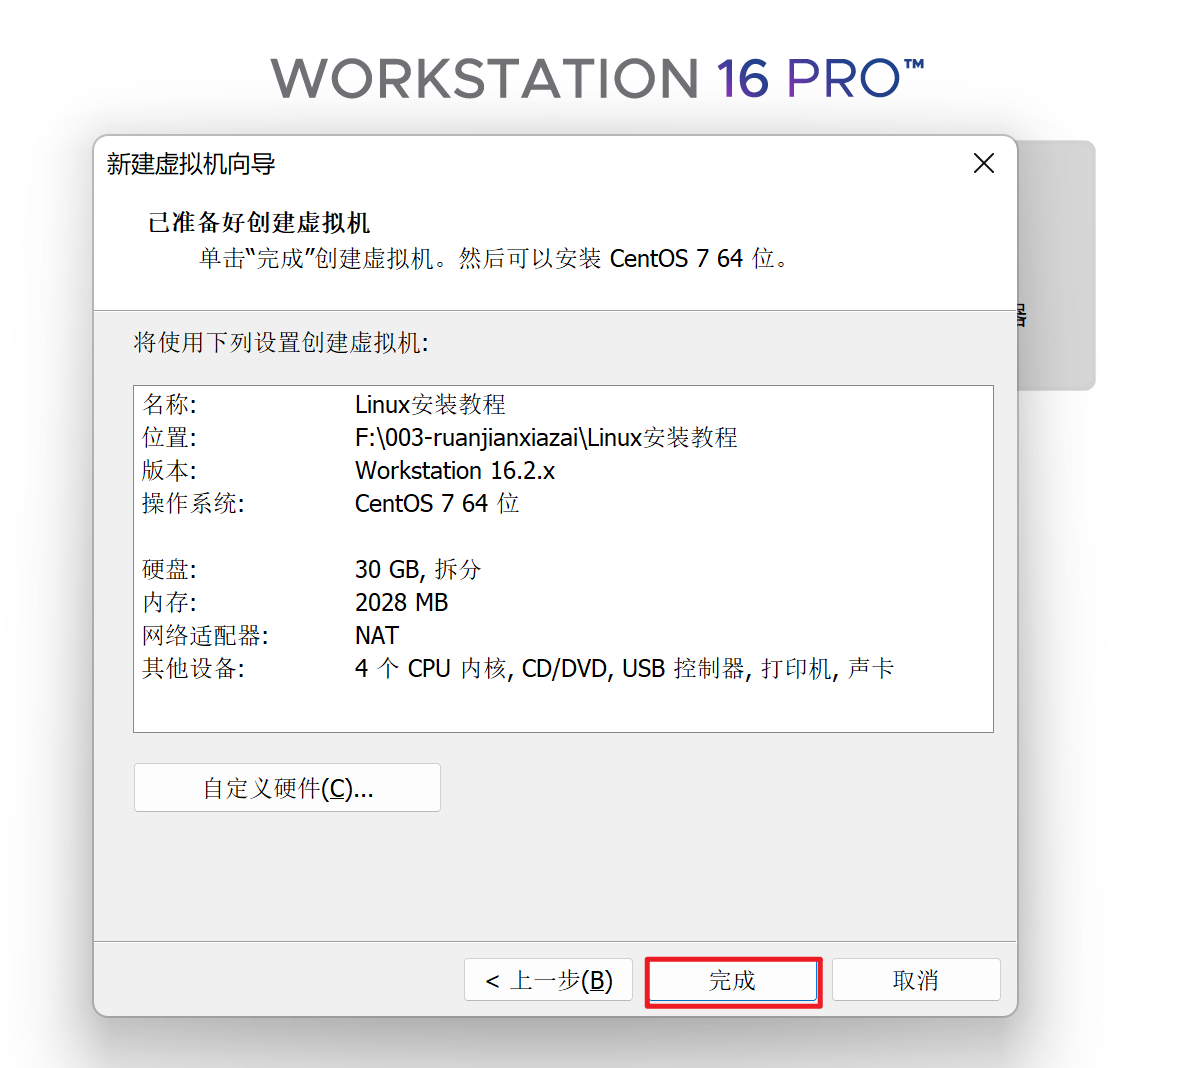 WORKSTATION 16 PRO™
新建虚拟机向导
已准备好创建虚拟机
单击“完成”创建虚拟机。然后可以安装 CentOS 7 64 位。
器
将使用下列设置创建虚拟机:
名称: Linux安装教程
位置: F:\003-ruanjianxiazai\Linux安装教程
版本: Workstation 16.2.x
操作系统: CentOS 7 64 位
硬盘: 30 GB, 拆分
内存: 2028 MB
网络适配器: NAT
其他设备: 4 个 CPU 内核, CD/DVD, USB 控制器, 打印机, 声卡
自定义硬件(C)...
< 上一步(B) 完成 取消